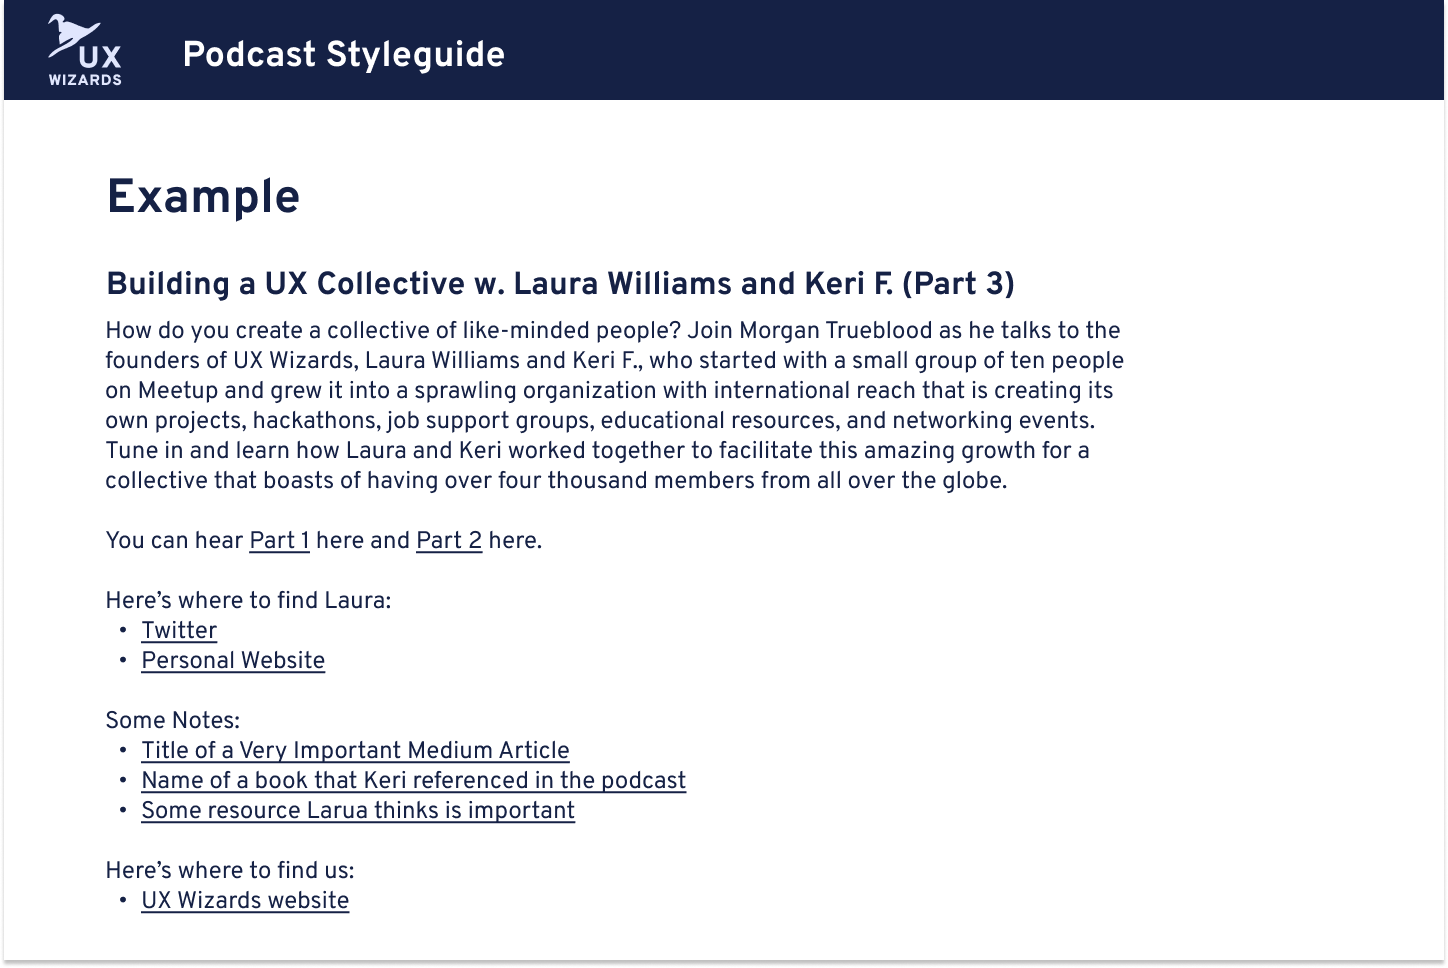 UX
WIZARDS
Podcast Styleguide
Example
Building a UX Collective w. Laura Williams and Keri F. (Part 3)
How do you create a collective of like-minded people? Join Morgan Trueblood as he talks to the
founders of UX Wizards, Laura Williams and Keri F., who started with a small group of ten people
on Meetup and grew it into a sprawling organization with international reach that is creating its
own projects, hackathons, job support groups, educational resources, and networking events.
Tune in and learn how Laura and Keri worked together to facilitate this amazing growth for a
collective that boasts of having over four thousand members from all over the globe.
You can hear Part 1 here and Part 2 here.
Here’s where to find Laura:
• Twitter
• Personal Website
Some Notes:
• Title of a Very Important Medium Article
• Name of a book that Keri referenced in the podcast
• Some resource Larua thinks is important
Here’s where to find us:
• UX Wizards website